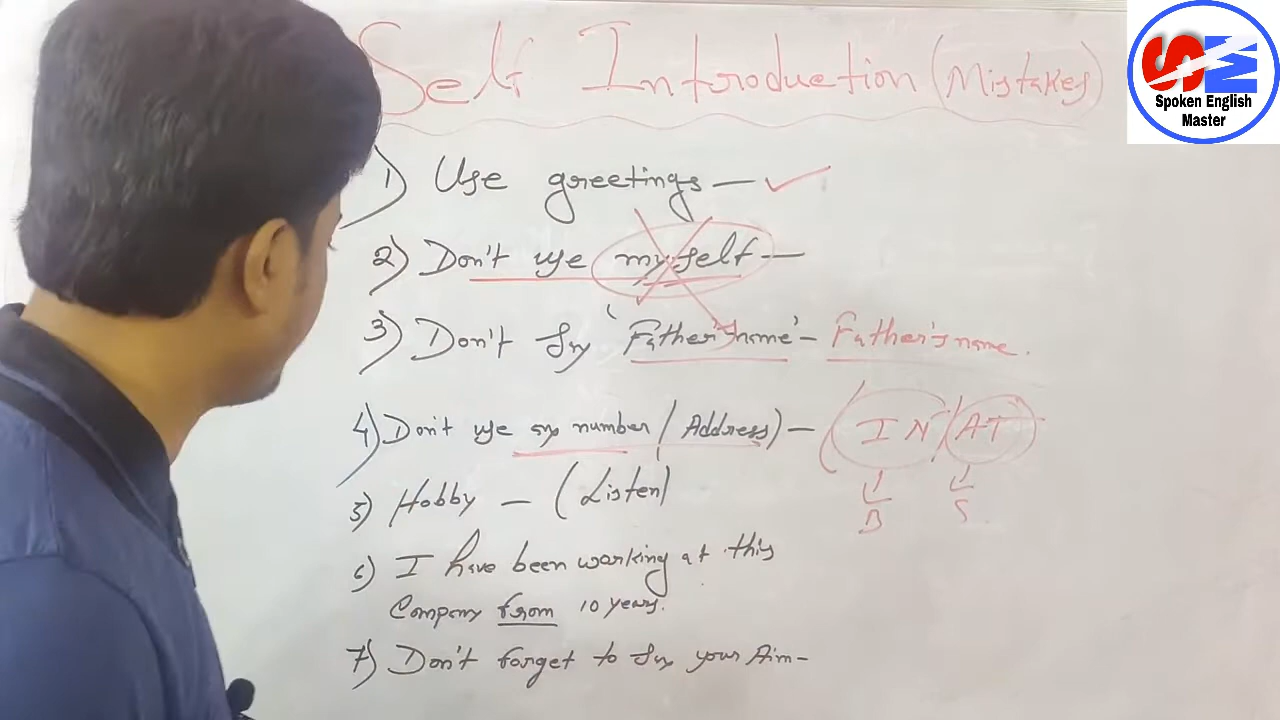 Self Introduction (Mistakes)
SM
Spoken English
Master
1) Use greetings — ✓
2) Don't use myself —
3) Don't say 'Father's name' - Father's name.
4) Don't use number / Address) — (IN) (AT)
B S
5) Hobby — (Listen)
6) I have been working at this
Company from 10 years.
7) Don't forget to say your Aim-